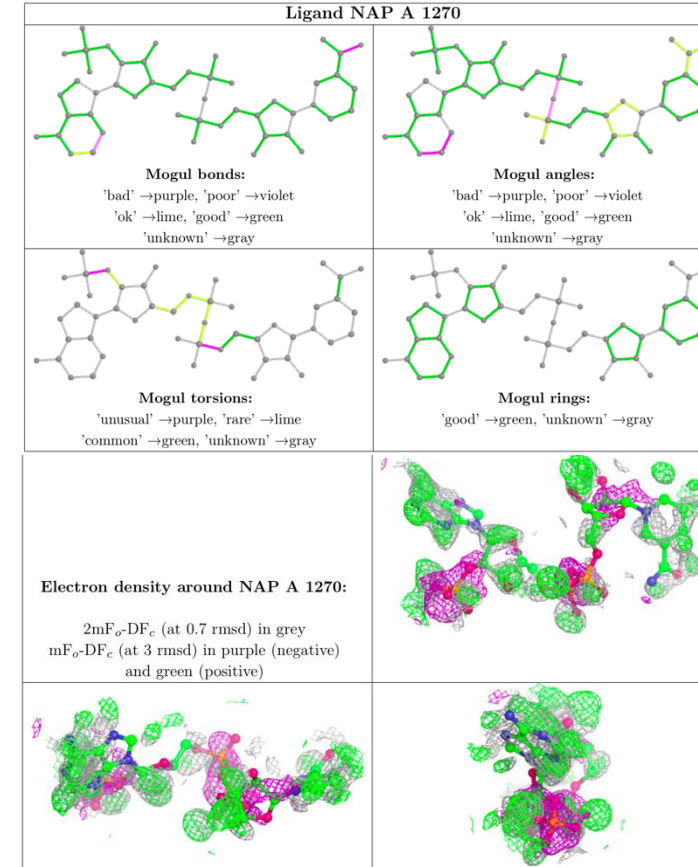 Ligand NAP A 1270
Mogul bonds:
'bad' →purple, 'poor' →violet
'ok' →lime, 'good' →green
'unknown' →gray
Mogul angles:
'bad' →purple, 'poor' →violet
'ok' →lime, 'good' →green
'unknown' →gray
Mogul torsions:
'unusual' →purple, 'rare' →lime
'common' →green, 'unknown' →gray
Mogul rings:
'good' →green, 'unknown' →gray
Electron density around NAP A 1270:
2mFₒ-DF꜀ (at 0.7 rmsd) in grey
mFₒ-DF꜀ (at 3 rmsd) in purple (negative)
and green (positive)